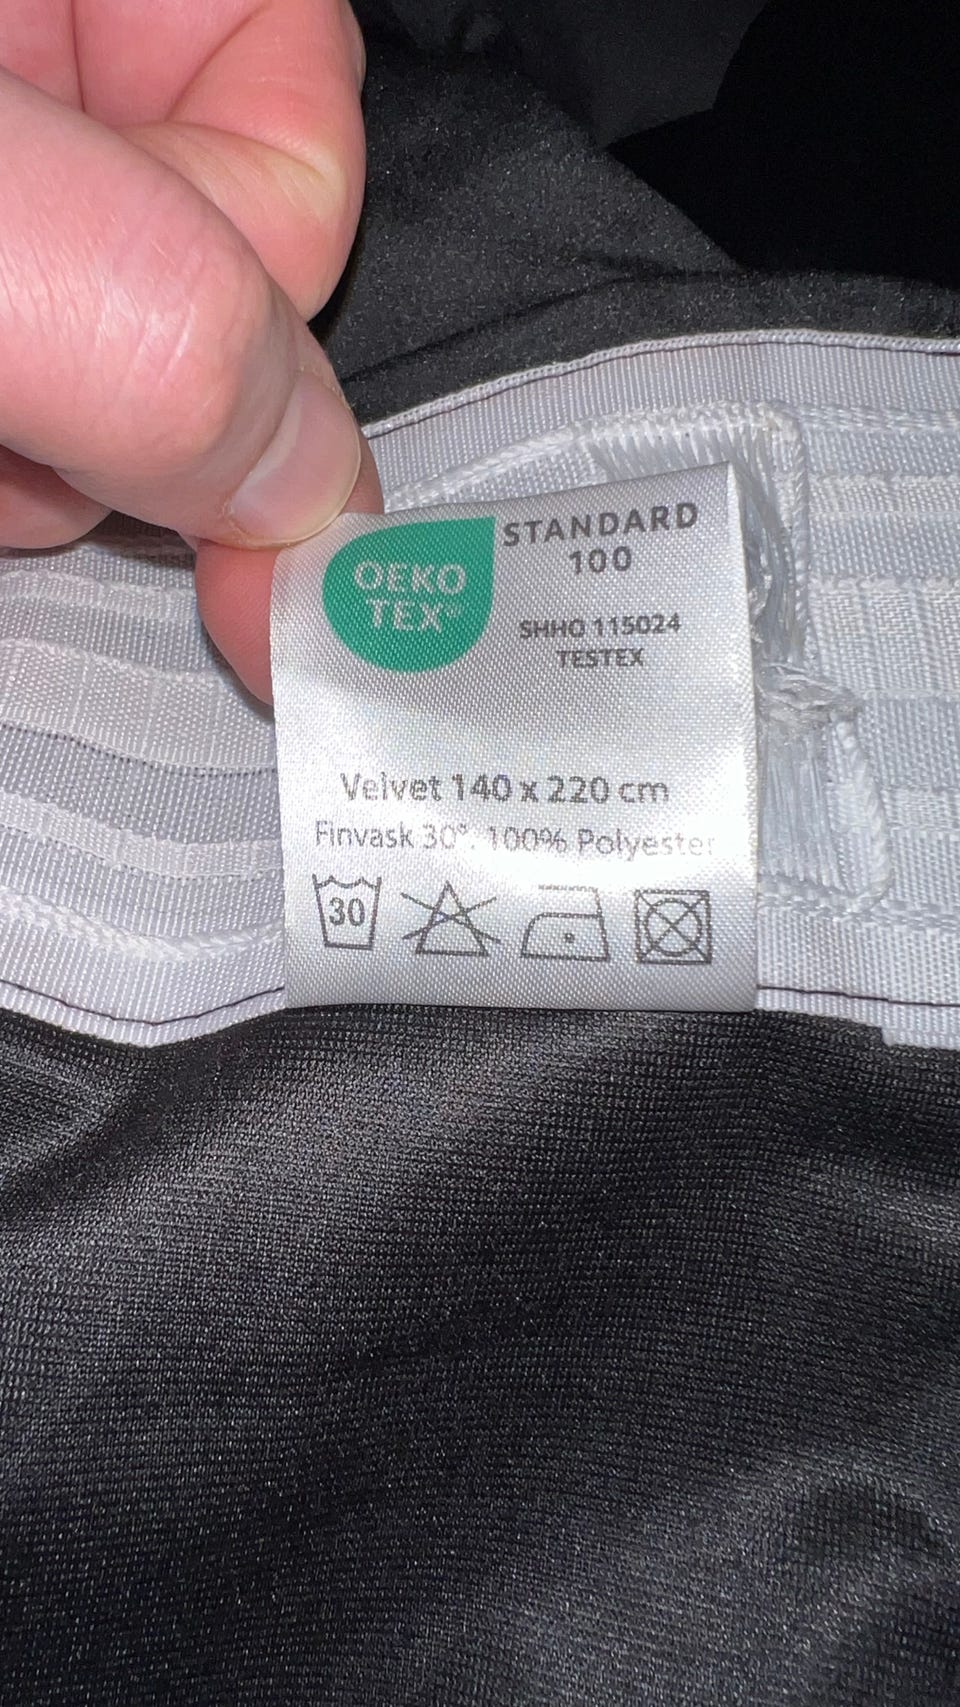 OEKO
TEX®
STANDARD
100
SHHO 115024
TESTEX
Velvet 140 x 220 cm
Finvask 30°. 100% Polyester
30